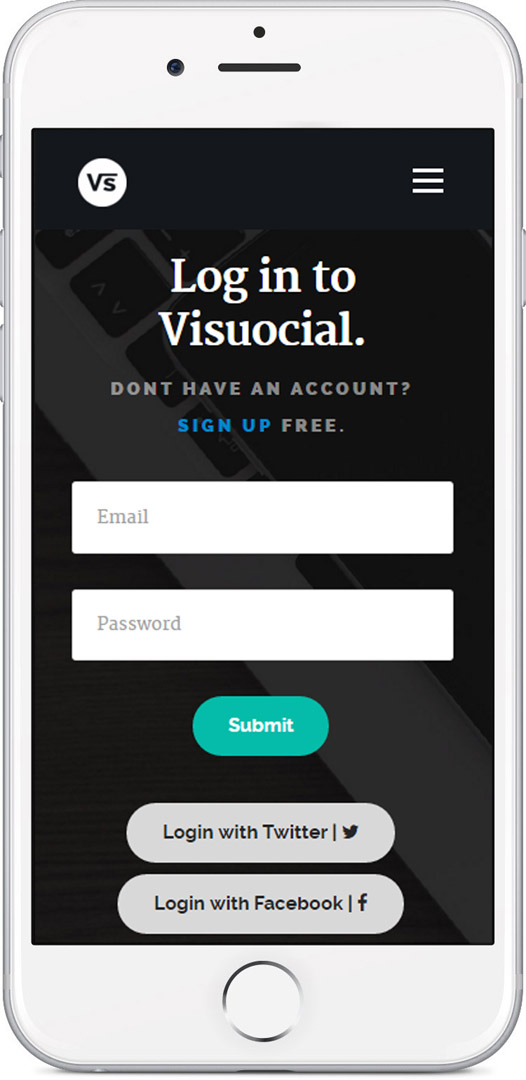 VS
Log in to
Visuocial.
DONT HAVE AN ACCOUNT?
SIGN UP FREE.
Email
Password
Submit
Login with Twitter |
Login with Facebook |